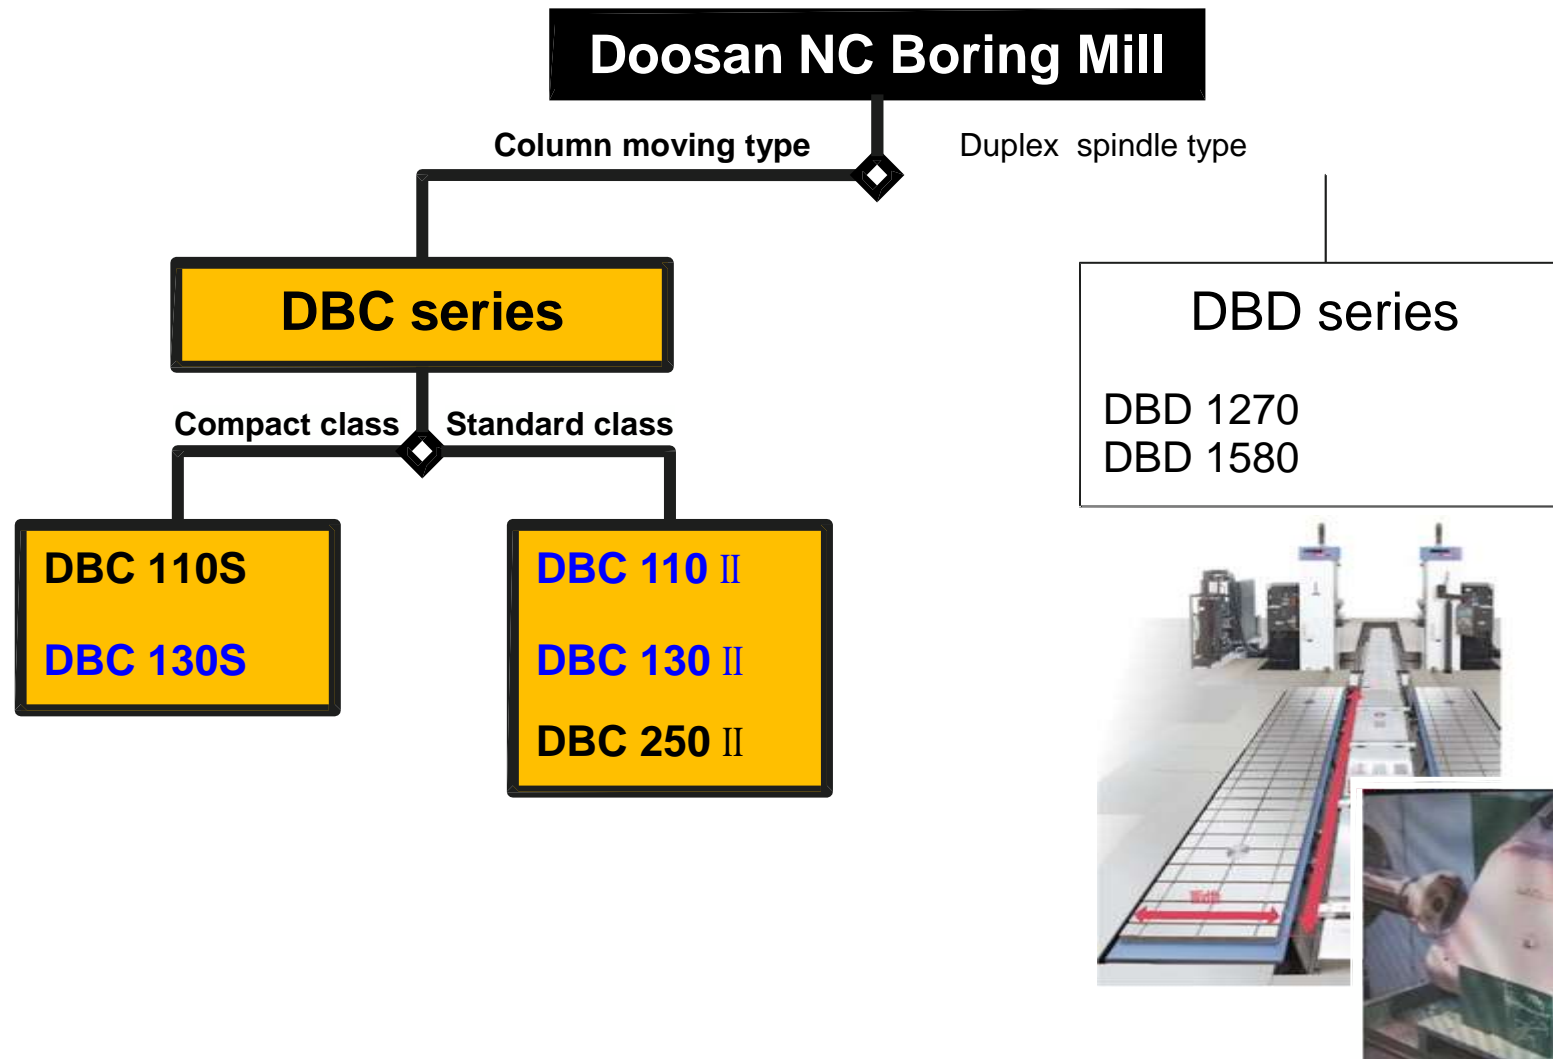 Doosan NC Boring Mill
Column moving type
Duplex spindle type
DBC series
DBD series
DBD 1270
DBD 1580
Compact class
Standard class
DBC 110S
DBC 130S
DBC 110 Ⅱ
DBC 130 Ⅱ
DBC 250 Ⅱ
Width